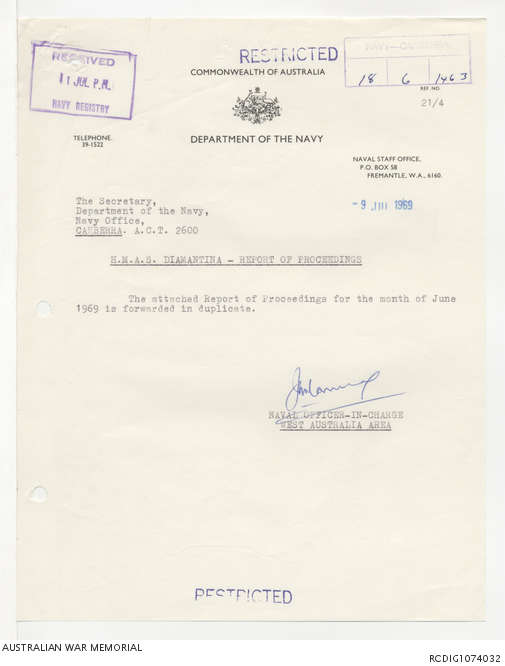 RESTRICTED
RECEIVED
11 JUL P.M.
NAVY REGISTRY
NAVY-CANBERRA
18 6 1463
COMMONWEALTH OF AUSTRALIA
REF. NO.
21/4
TELEPHONE.
39-1522
DEPARTMENT OF THE NAVY
NAVAL STAFF OFFICE,
P.O. BOX 58
FREMANTLE, W.A., 6160.
The Secretary,
Department of the Navy,
Navy Office,
CANBERRA. A.C.T. 2600
-9 JUL 1969
H.M.A.S. DIAMANTINA - REPORT OF PROCEEDINGS
The attached Report of Proceedings for the month of June
1969 is forwarded in duplicate.
NAVAL OFFICER-IN-CHARGE
WEST AUSTRALIA AREA
RESTRICTED
AUSTRALIAN WAR MEMORIAL
RCDIG1074032